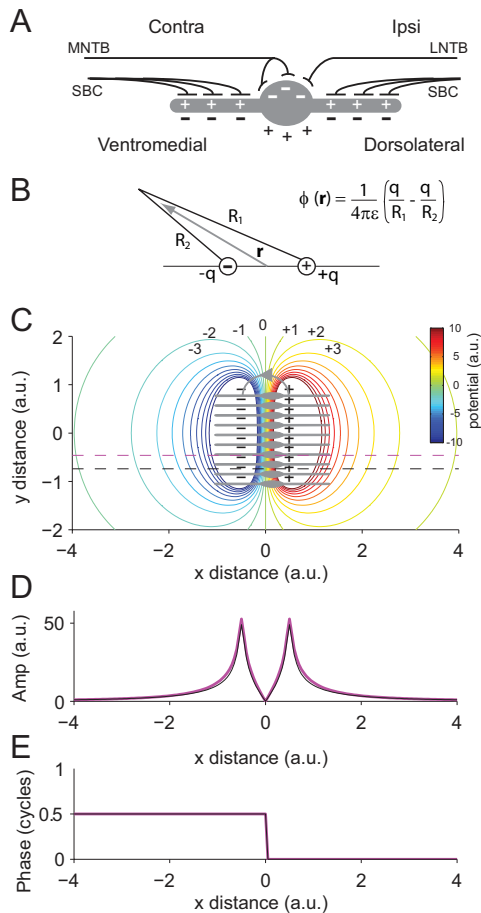 A
Contra
Ipsi
MNTB
LNTB
SBC
SBC
+ + + - - - + + +
- - - + + + - - -
Ventromedial
Dorsolateral
B
R1
R2
r
-q
-
+
+q
ϕ (r) = 1/4πε (q/R1 - q/R2)
C
-3 -2 -1 0 +1 +2 +3
2
1
0
-1
-2
y distance (a.u.)
-4 -2 0 2 4
x distance (a.u.)
10
0
-10
potential (a.u.)
D
50
0
Amp (a.u.)
-4 -2 0 2 4
x distance (a.u.)
E
1
0.5
0
Phase (cycles)
-4 -2 0 2 4
x distance (a.u.)